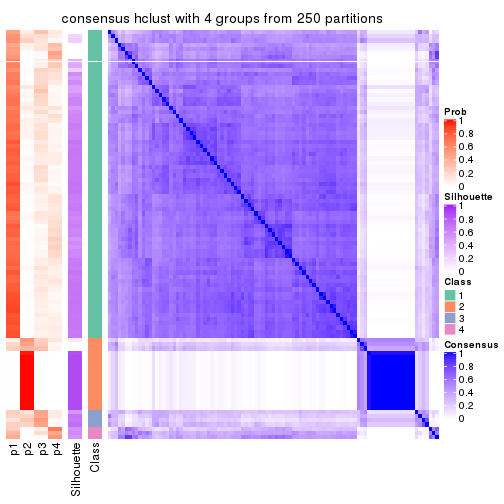 consensus hclust with 4 groups from 250 partitions
Prob
1
0.8
0.6
0.4
0.2
0
Silhouette
1
0.8
0.6
0.4
0.2
0
Class
1
2
3
4
Consensus
1
0.8
0.6
0.4
0.2
0
p1
p2
p3
p4
Silhouette
Class